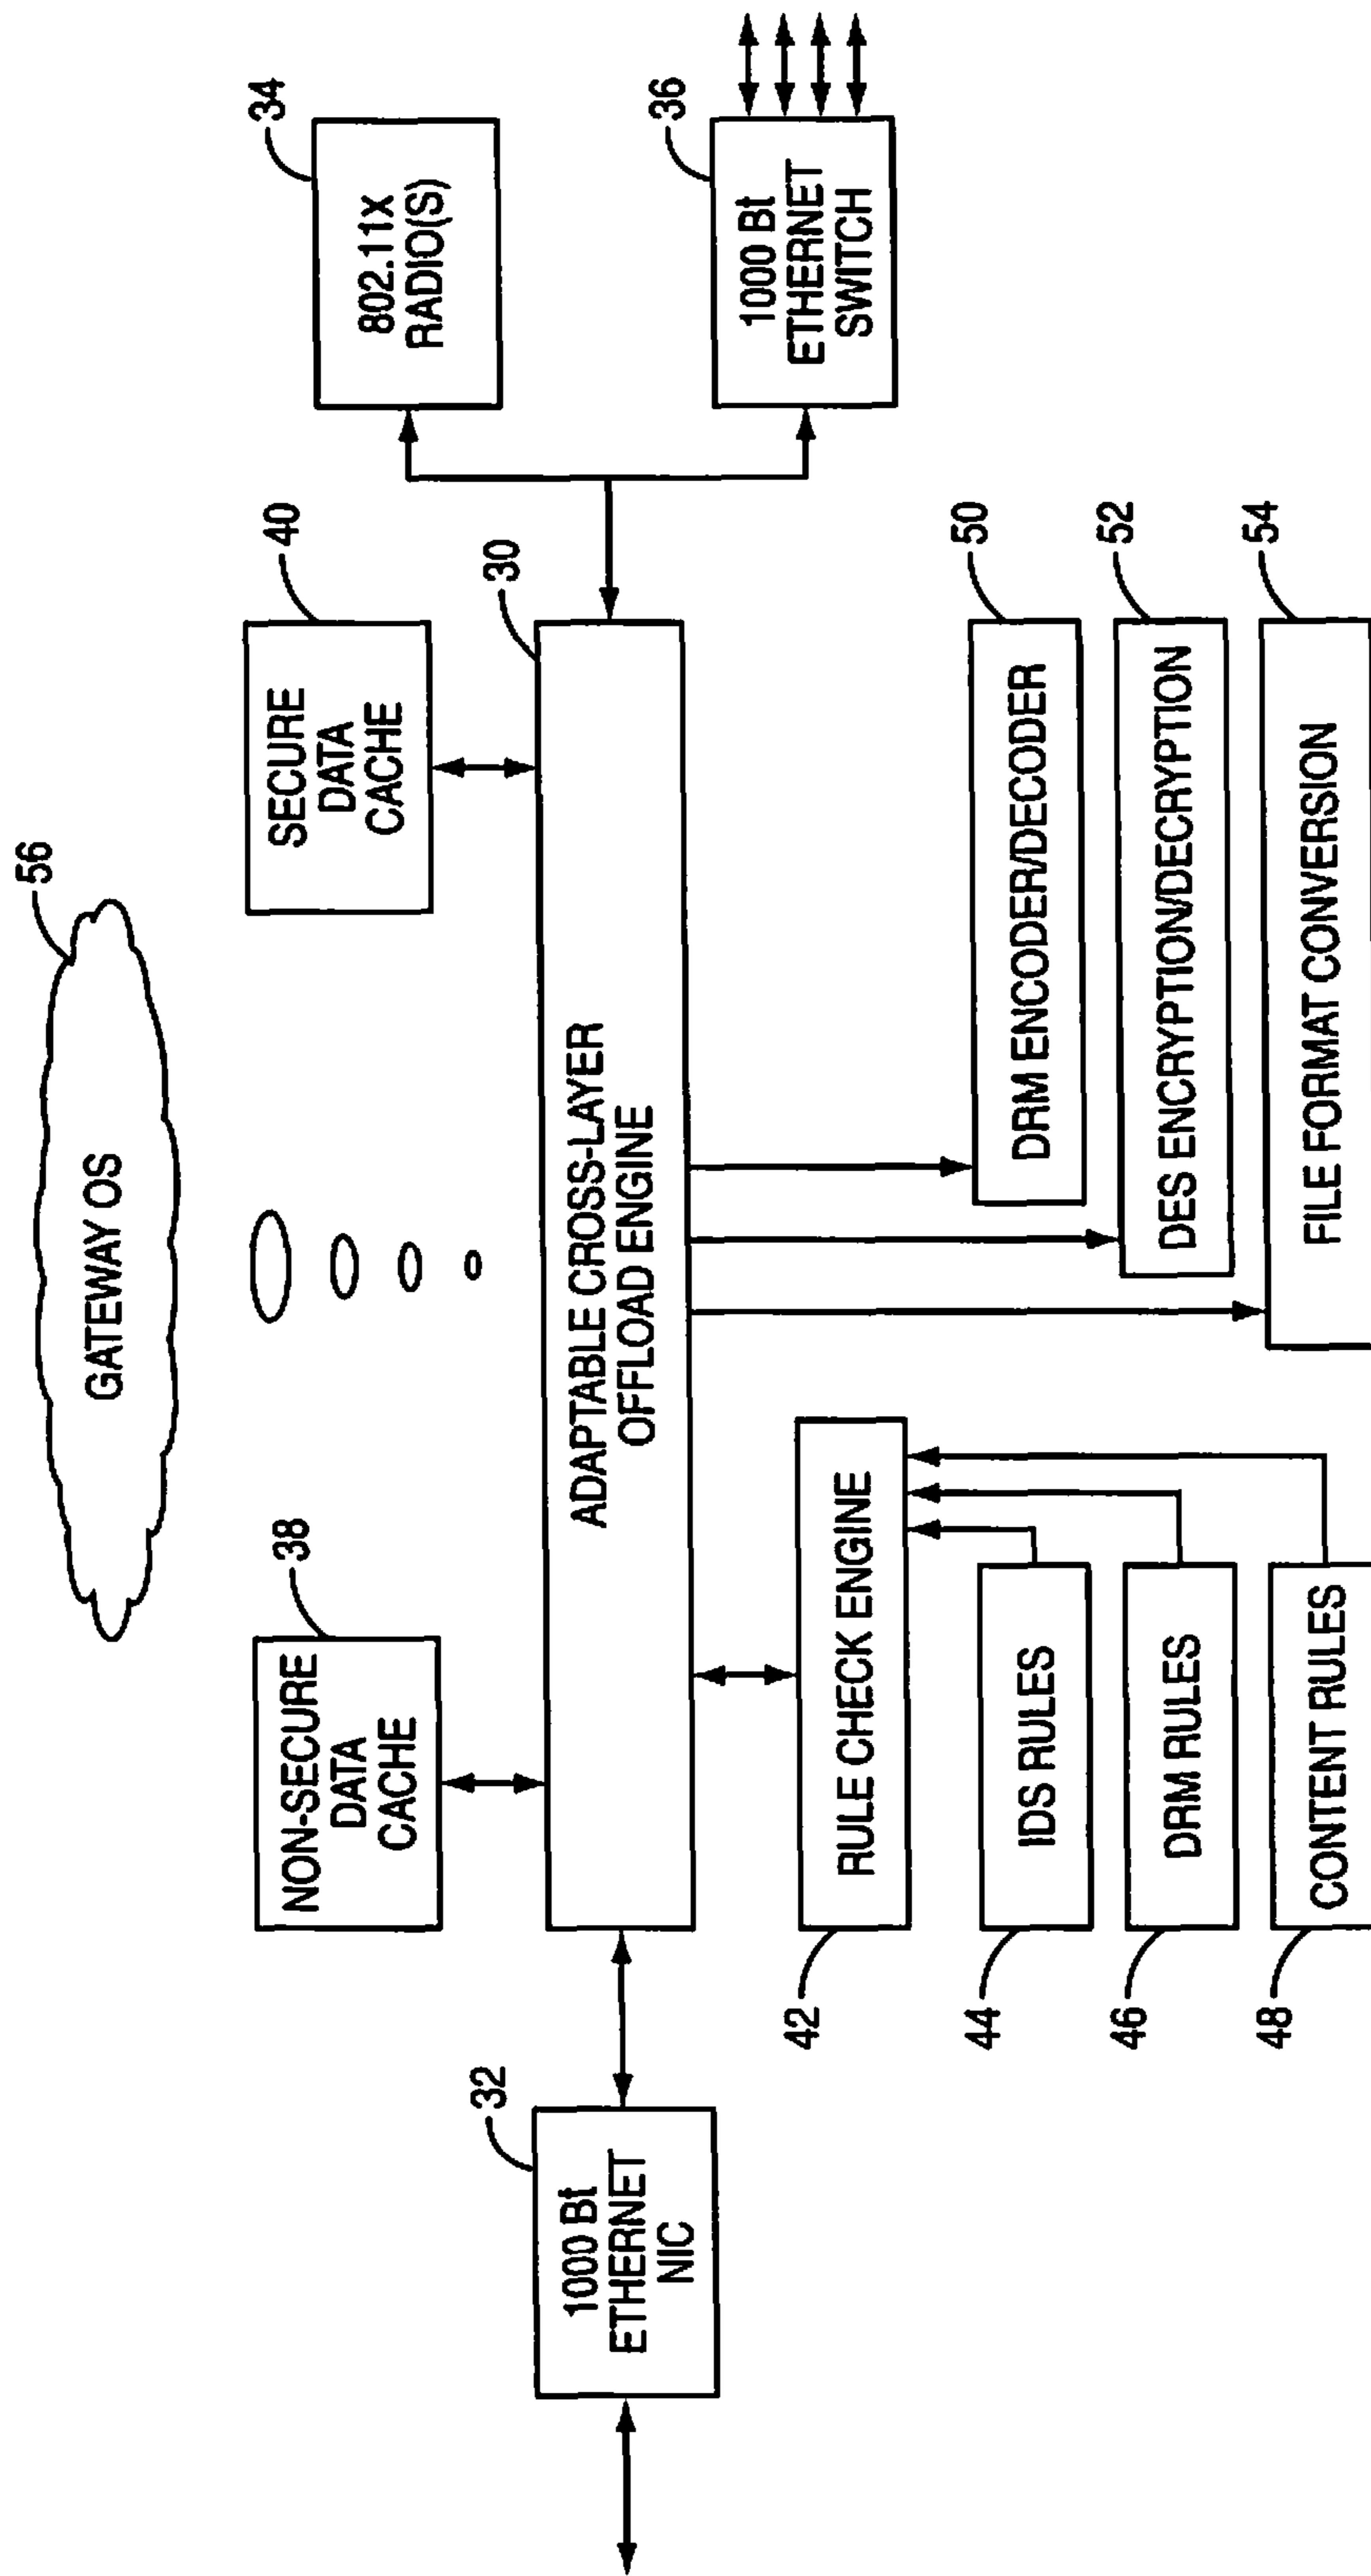 56
GATEWAY OS
38
NON-SECURE
DATA
CACHE
40
SECURE
DATA
CACHE
34
802.11X
RADIO(S)
32
1000 Bt
ETHERNET
NIC
30
ADAPTABLE CROSS-LAYER
OFFLOAD ENGINE
36
1000 Bt
ETHERNET
SWITCH
42
RULE CHECK ENGINE
44
IDS RULES
46
DRM RULES
48
CONTENT RULES
50
DRM ENCODER/DECODER
52
DES ENCRYPTION/DECRYPTION
54
FILE FORMAT CONVERSION